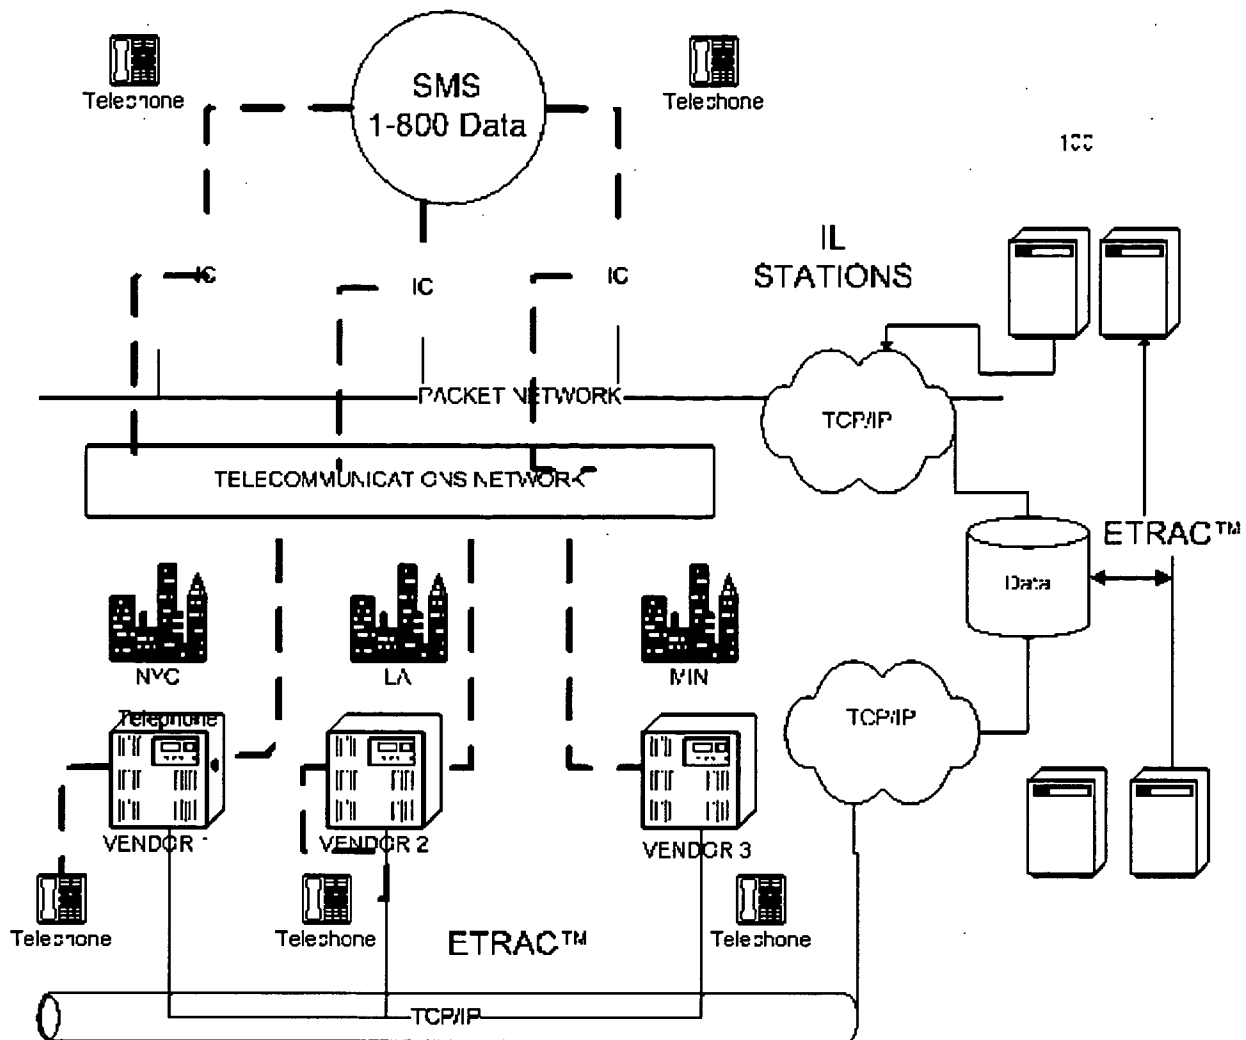 SMS
1-800 Data
Telephone
Telephone
100
IL
STATIONS
IC
IC
IC
PACKET NETWORK
TCP/IP
TELECOMMUNICATIONS NETWORK
ETRAC™
Data
NYC
LA
MIN
Telephone
TCP/IP
VENDOR 1
VENDOR 2
VENDOR 3
Telephone
Telephone
ETRAC™
Telephone
TCP/IP